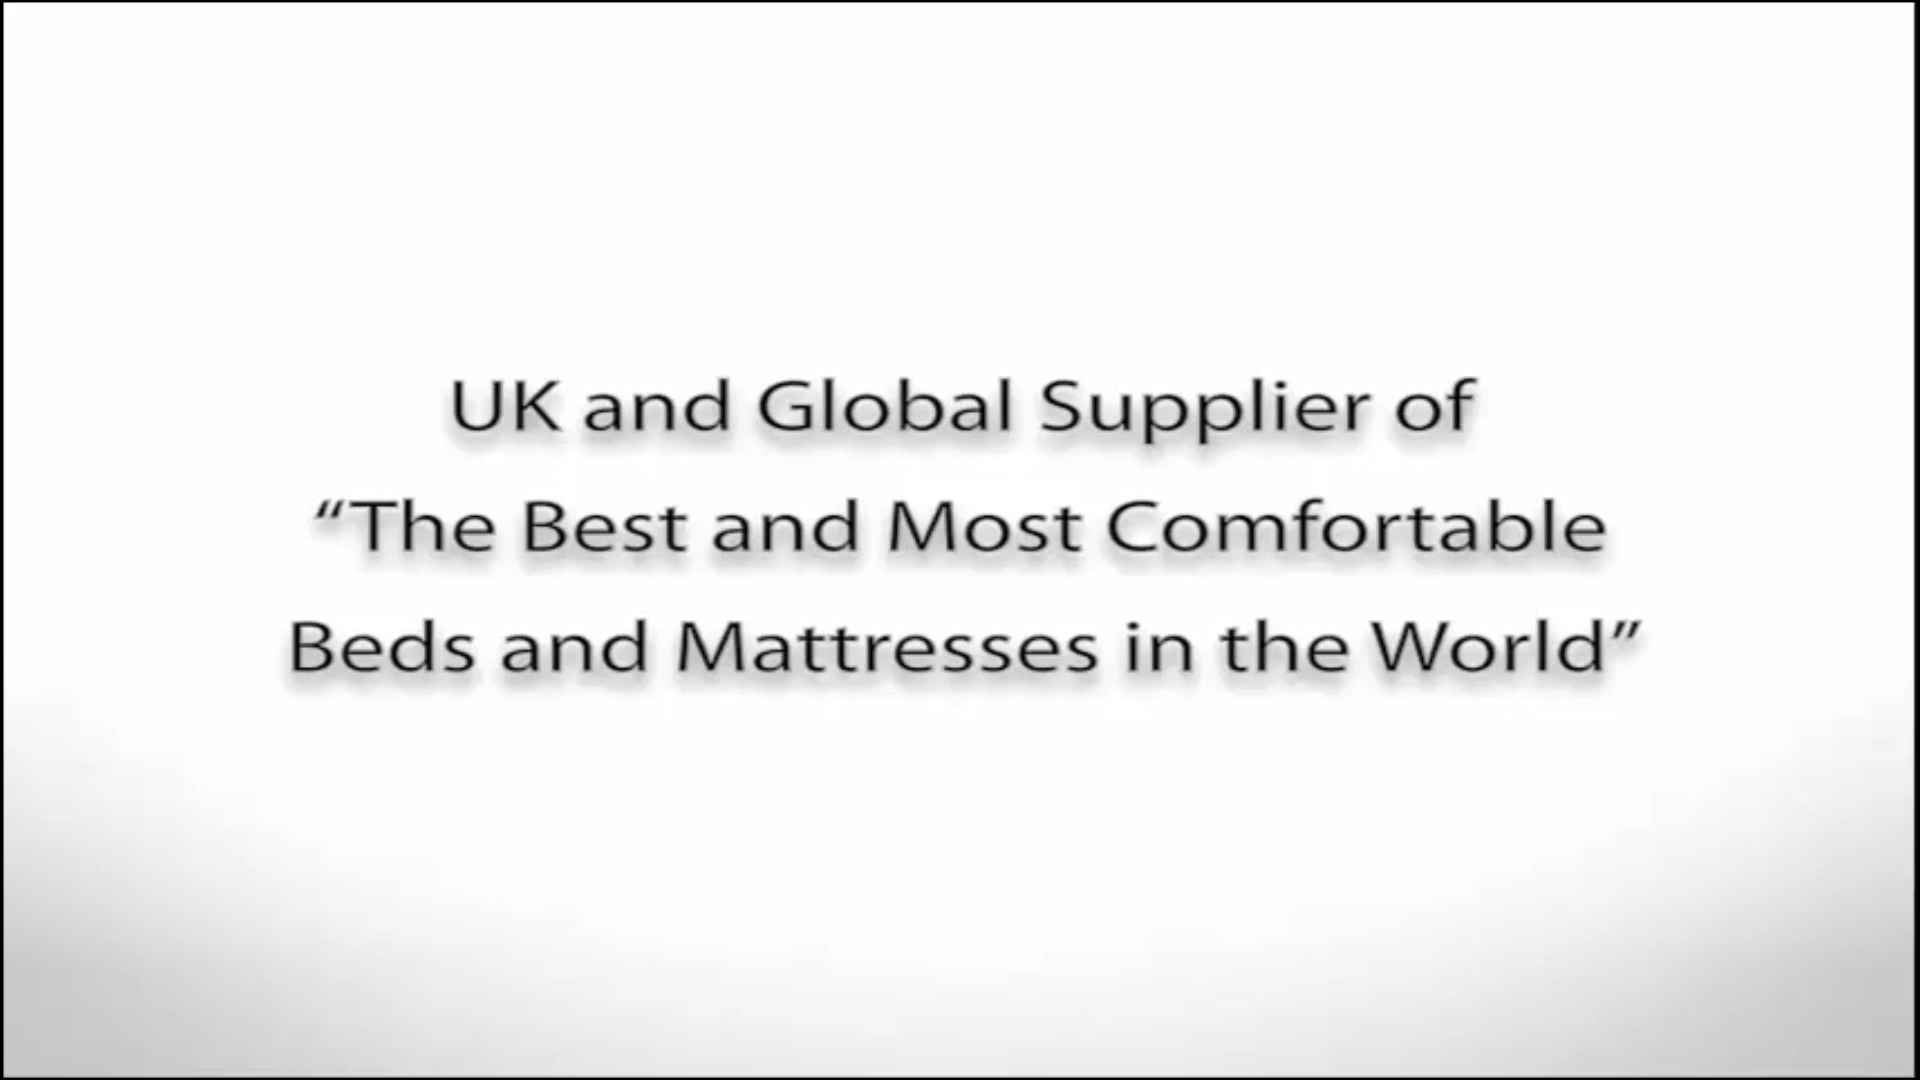 UK and Global Supplier of
“The Best and Most Comfortable
Beds and Mattresses in the World”